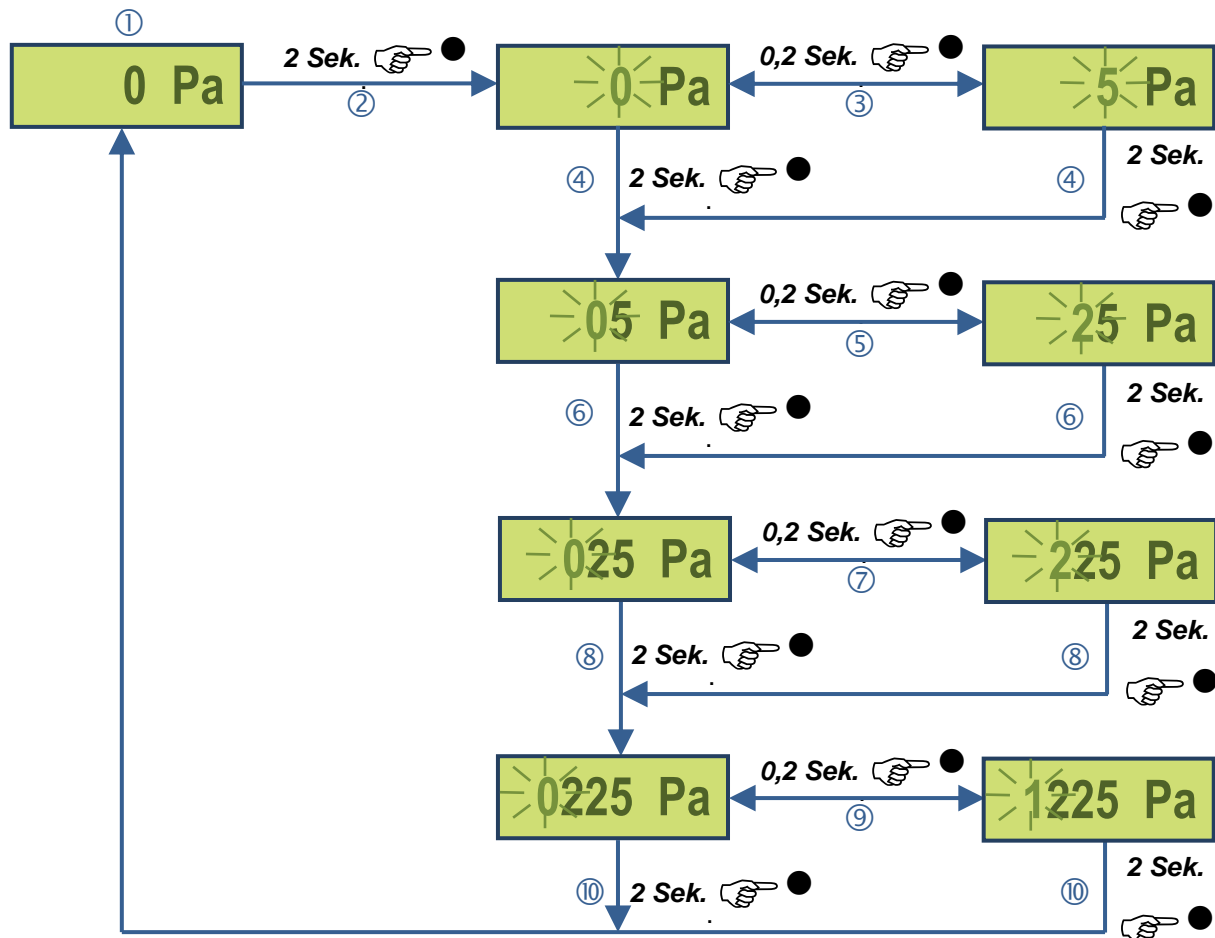 ①
0 Pa
2 Sek.
②
0 Pa
0,2 Sek.
③
5 Pa
④
2 Sek.
④
2 Sek.
05 Pa
0,2 Sek.
⑤
25 Pa
⑥
2 Sek.
⑥
2 Sek.
025 Pa
0,2 Sek.
⑦
225 Pa
⑧
2 Sek.
⑧
2 Sek.
0225 Pa
0,2 Sek.
⑨
1225 Pa
⑩
2 Sek.
⑩
2 Sek.